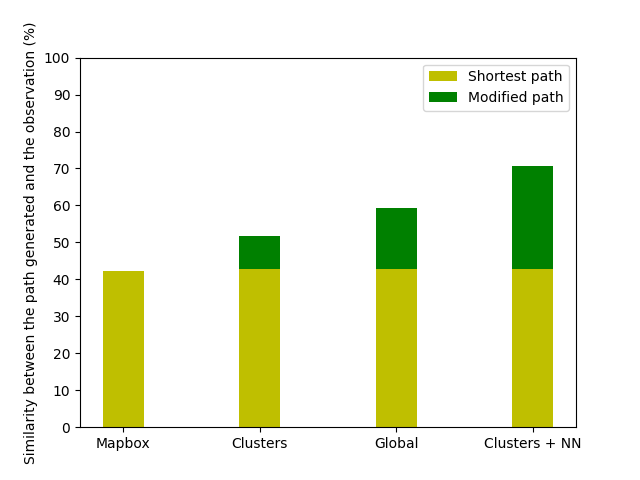 Similarity between the path generated and the observation (%)
100
90
80
70
60
50
40
30
20
10
0
Shortest path
Modified path
Mapbox
Clusters
Global
Clusters + NN